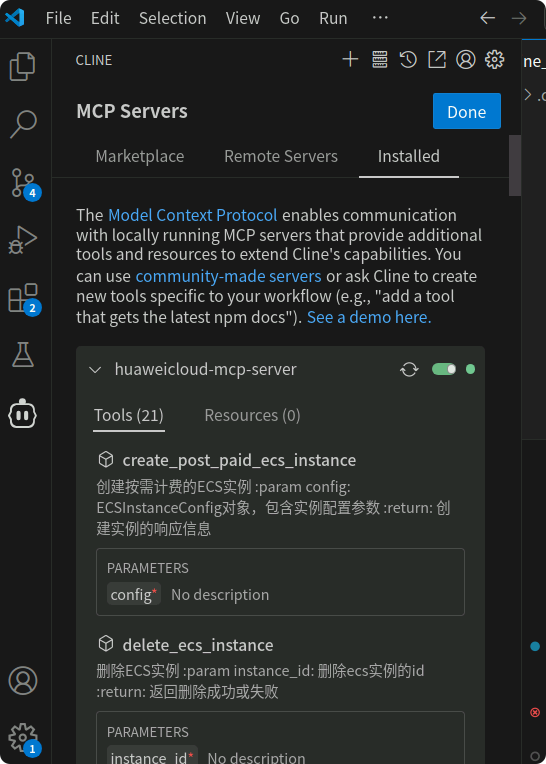 File Edit Selection View Go Run ···
CLINE
ne_
MCP Servers
Done
> .c
Marketplace Remote Servers Installed
The Model Context Protocol enables communication
with locally running MCP servers that provide additional
tools and resources to extend Cline's capabilities. You
can use community-made servers or ask Cline to create
new tools specific to your workflow (e.g., "add a tool
that gets the latest npm docs"). See a demo here.
4
2
huaweicloud-mcp-server
Tools (21) Resources (0)
create_post_paid_ecs_instance
创建按需计费的ECS实例 :param config:
ECSInstanceConfig对象，包含实例配置参数 :return: 创
建实例的响应信息
PARAMETERS
config* No description
delete_ecs_instance
删除ECS实例 :param instance_id: 删除ecs实例的id
:return: 返回删除成功或失败
PARAMETERS
instance_id* No description
1